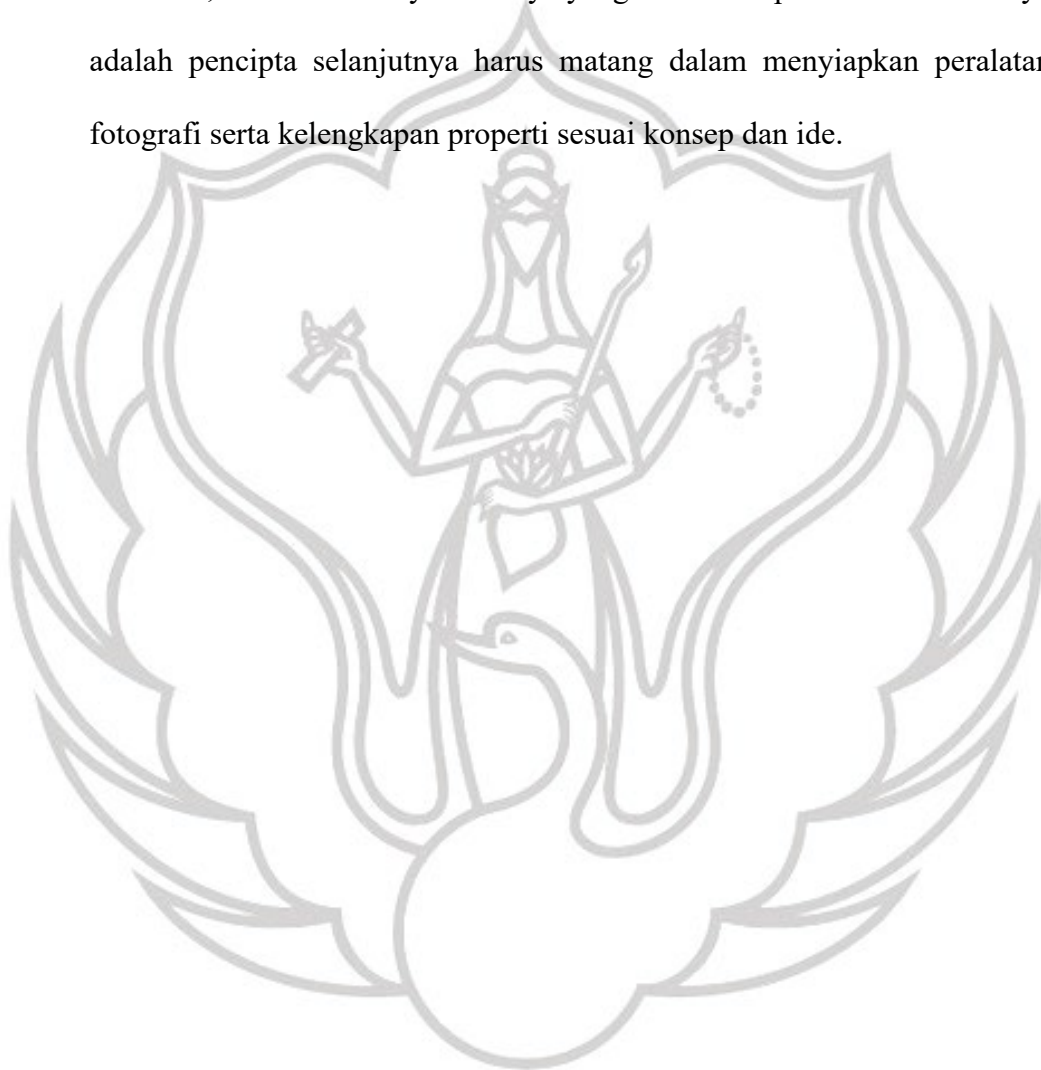 adalah pencipta selanjutnya harus matang dalam menyiapkan peralatan
fotografi serta kelengkapan properti sesuai konsep dan ide.